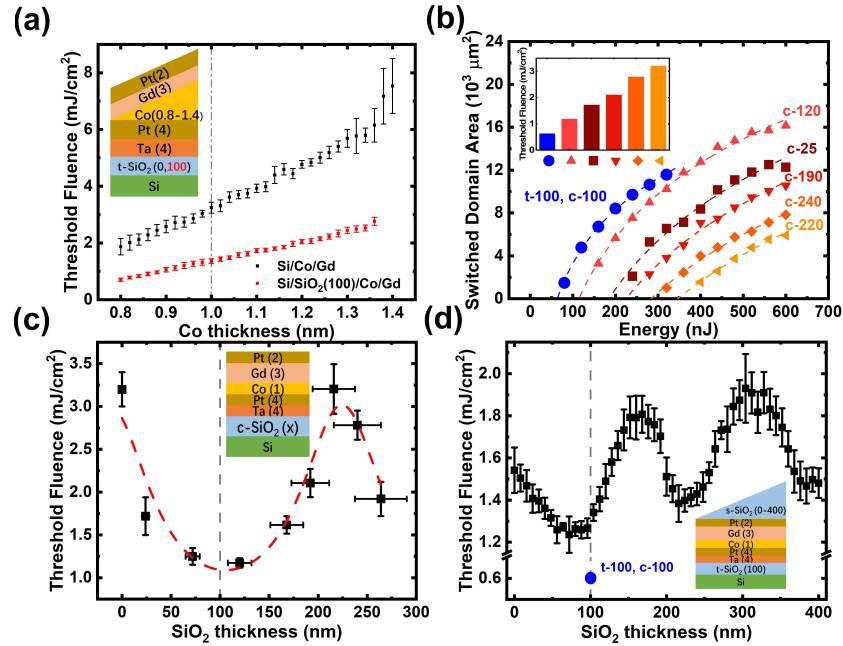 (a)
Threshold Fluence (mJ/cm²)
8
6
4
2
0
Pt(2)
Gd(3)
Co(0.8-1.4)
Pt (4)
Ta (4)
t-SiO₂(0,100)
Si
Si/Co/Gd
Si/SiO₂(100)/Co/Gd
0.8 0.9 1.0 1.1 1.2 1.3 1.4
Co thickness (nm)
(b)
Switched Domain Area (10³ μm²)
24
20
16
12
8
4
0
Threshold Fluence (mJ/cm²)
3
2
1
0
t-100, c-100
c-120
c-25
c-190
c-240
c-220
0 100 200 300 400 500 600 700
Energy (nJ)
(c)
Threshold Fluence (mJ/cm²)
3.5
3.0
2.5
2.0
1.5
1.0
Pt (2)
Gd (3)
Co (1)
Pt (4)
Ta (4)
c-SiO₂ (x)
Si
0 50 100 150 200 250 300
SiO₂ thickness (nm)
(d)
Threshold Fluence (mJ/cm²)
2.0
1.8
1.6
1.4
1.2
0.6
t-100, c-100
s-SiO₂ (0-400)
Pt (2)
Gd (3)
Co (1)
Pt(4)
Ta (4)
t-SiO₂ (100)
Si
0 100 200 300 400
SiO₂ thickness (nm)